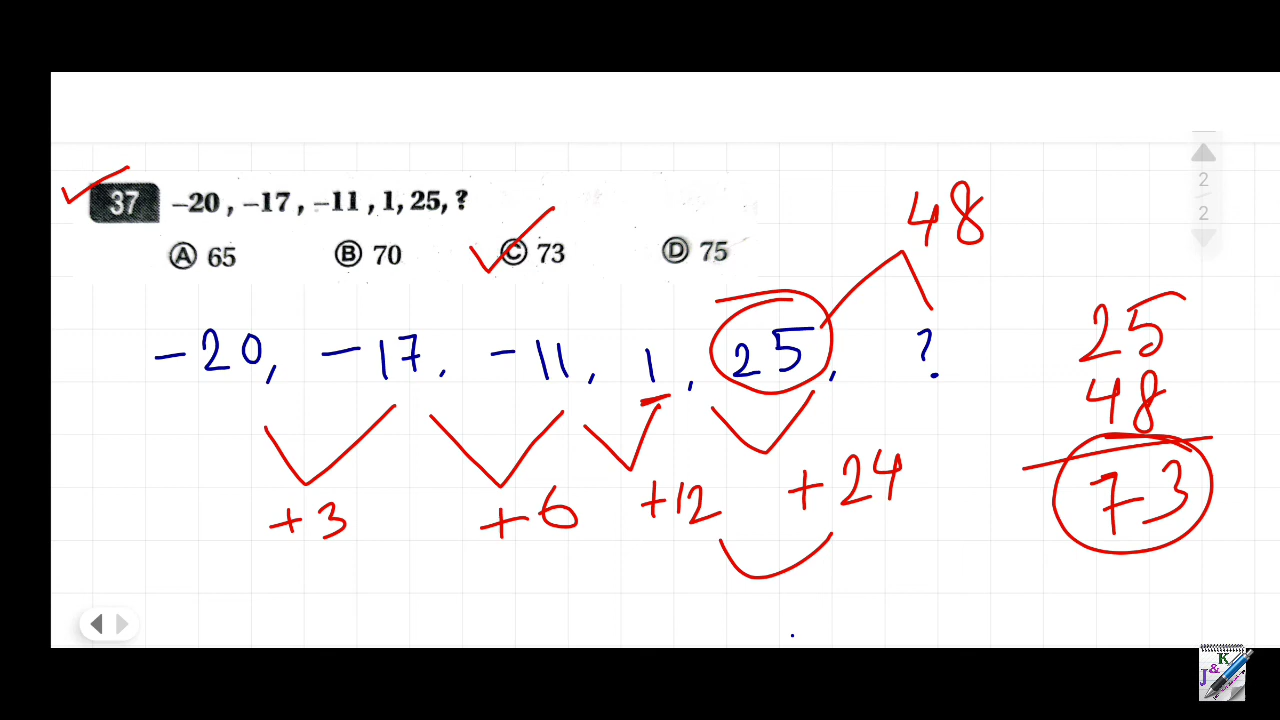 37 –20 , –17 , –11 , 1, 25, ?
Ⓐ 65 Ⓑ 70 Ⓒ 73 Ⓓ 75
48
–20, –17, –11, 1, 25, ?
+3 +6 +12 +24
25
48
73
2
2
J&K